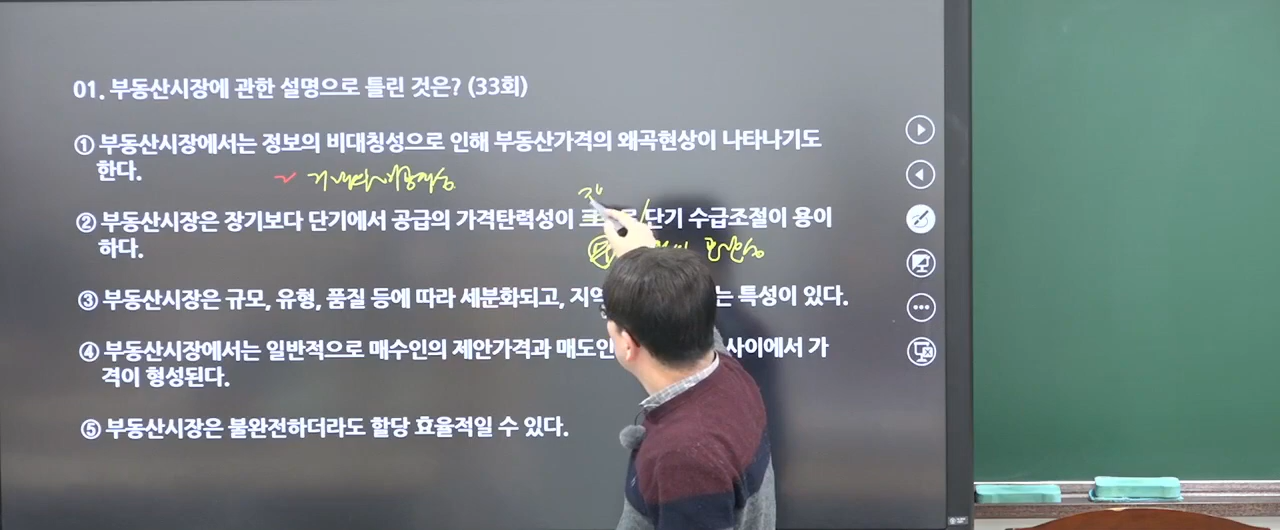 01. 부동산시장에 관한 설명으로 틀린 것은? (33회)
① 부동산시장에서는 정보의 비대칭성으로 인해 부동산가격의 왜곡현상이 나타나기도
한다.
② 부동산시장은 장기보다 단기에서 공급의 가격탄력성이 단기 수급조절이 용이
하다.
③ 부동산시장은 규모, 유형, 품질 등에 따라 세분화되고, 는 특성이 있다.
④ 부동산시장에서는 일반적으로 매수인의 제안가격과 사이에서 가
격이 형성된다.
⑤ 부동산시장은 불완전하더라도 할당 효율적일 수 있다.